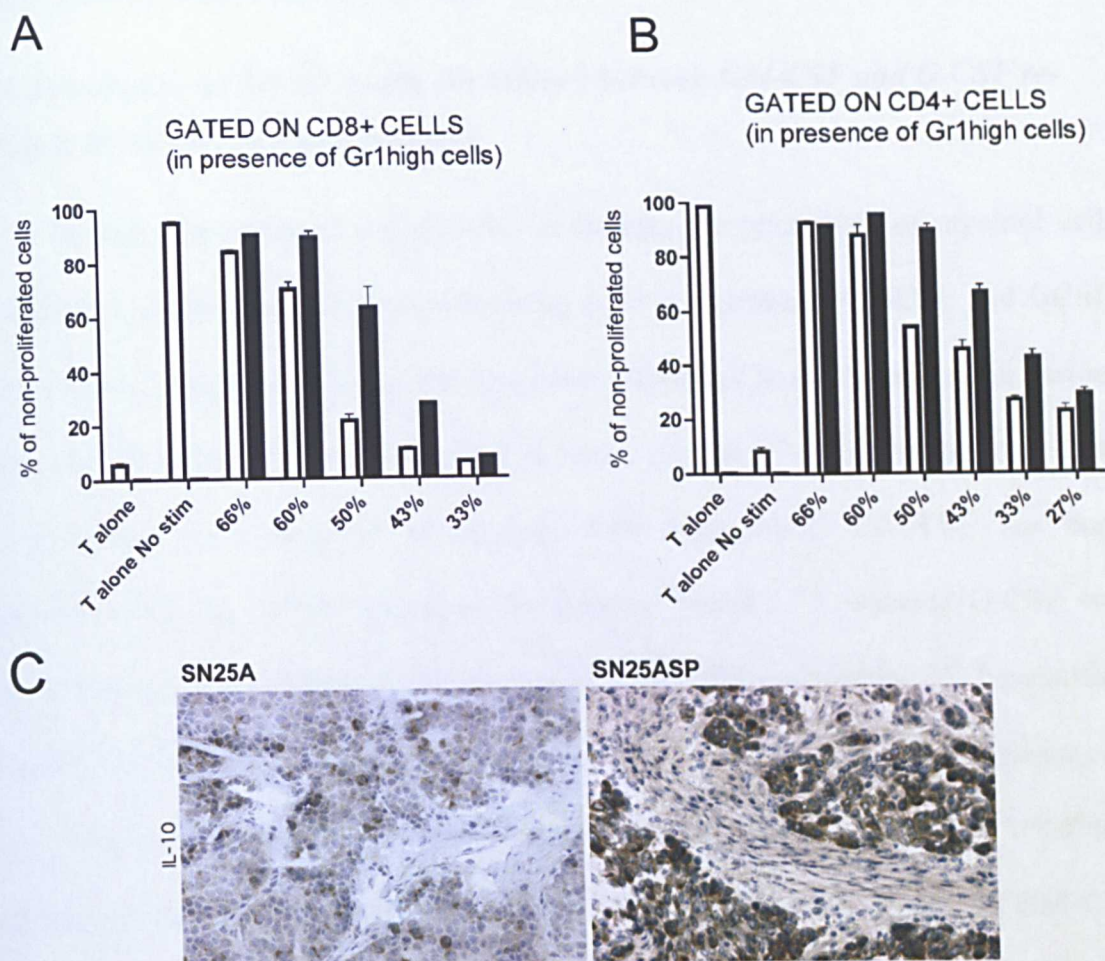 A
GATED ON CD8+ CELLS
(in presence of Gr1high cells)
% of non-proliferated cells
100
80
60
40
20
0
T alone
T alone No stim
66%
60%
50%
43%
33%
B
GATED ON CD4+ CELLS
(in presence of Gr1high cells)
% of non-proliferated cells
100
80
60
40
20
0
T alone
T alone No stim
66%
60%
50%
43%
33%
27%
C
SN25A
SN25ASP
IL-10